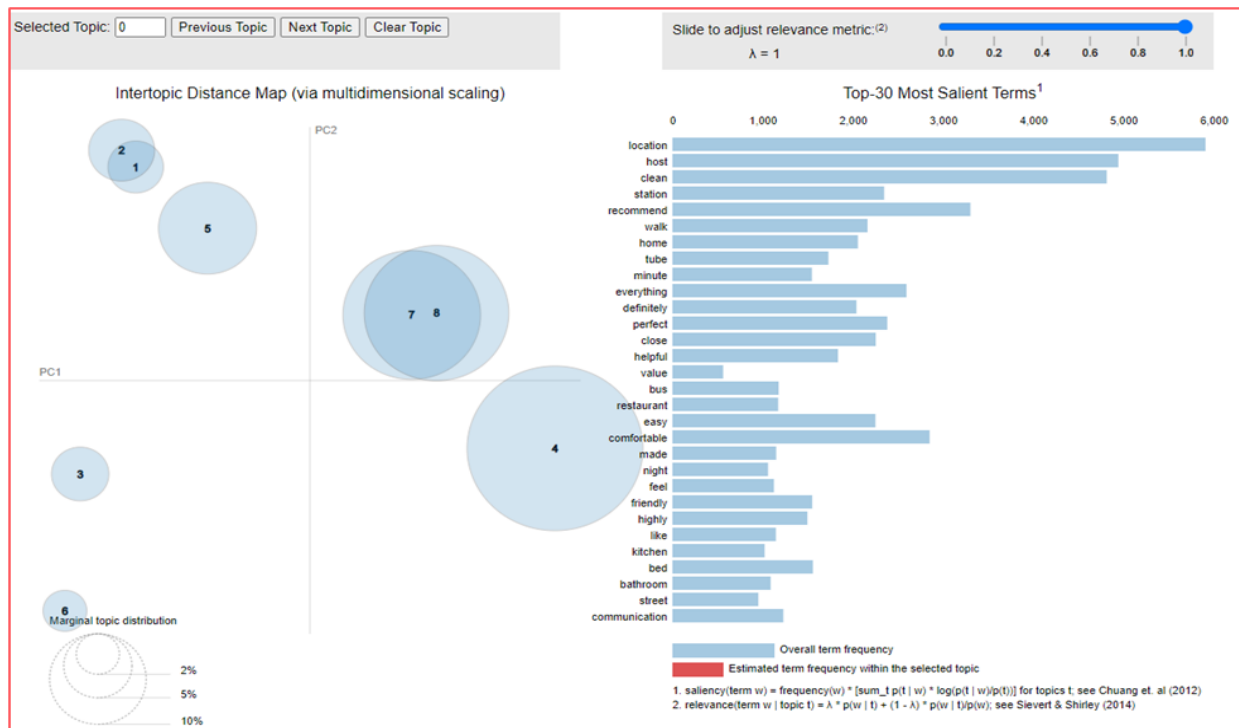 Selected Topic: 0 Previous Topic Next Topic Clear Topic
Slide to adjust relevance metric:(2)
λ = 1
0.0 0.2 0.4 0.6 0.8 1.0
Intertopic Distance Map (via multidimensional scaling)
PC2
PC1
2
1
5
7
8
4
3
6
Marginal topic distribution
2%
5%
10%
Top-30 Most Salient Terms1
0 1,000 2,000 3,000 4,000 5,000 6,000
location
host
clean
station
recommend
walk
home
tube
minute
everything
definitely
perfect
close
helpful
value
bus
restaurant
easy
comfortable
made
night
feel
friendly
highly
like
kitchen
bed
bathroom
street
communication
Overall term frequency
Estimated term frequency within the selected topic
1. saliency(term w) = frequency(w) * [sum_t p(t | w) * log(p(t | w)/p(t))] for topics t; see Chuang et. al (2012)
2. relevance(term w | topic t) = λ * p(w | t) + (1 - λ) * p(w | t)/p(w); see Sievert & Shirley (2014)